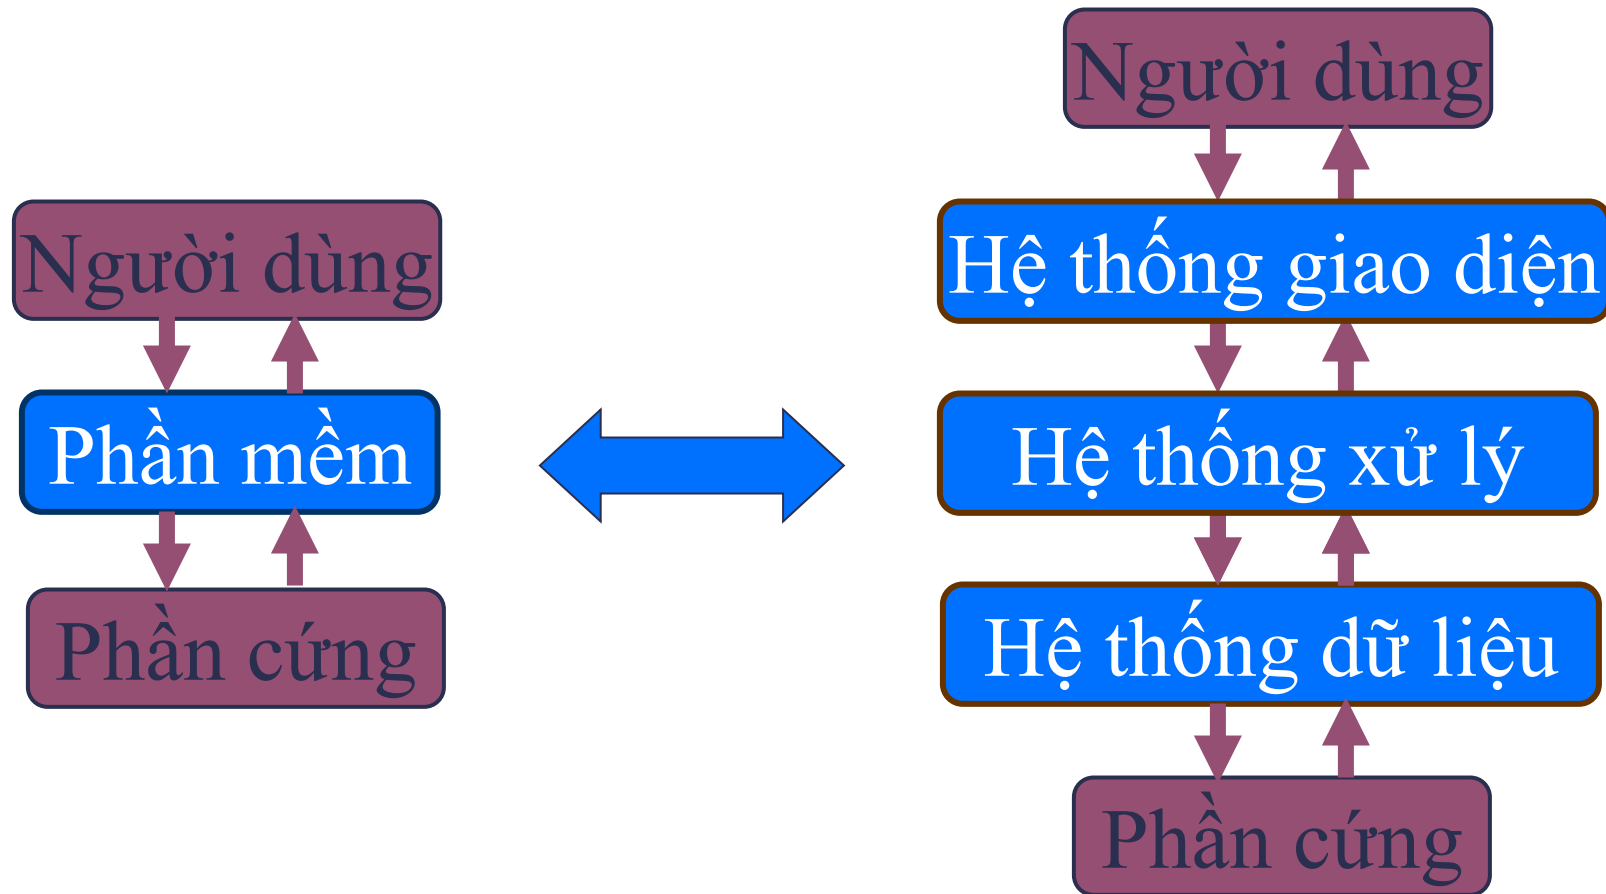 Người dùng
Phần mềm
Phần cứng
Người dùng
Hệ thống giao diện
Hệ thống xử lý
Hệ thống dữ liệu
Phần cứng